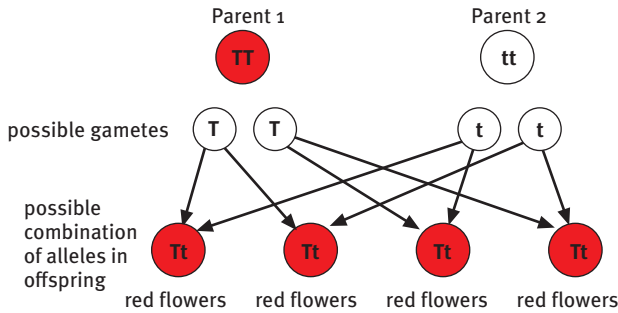 Parent 1 Parent 2
TT tt
possible gametes T T t t
possible
combination
of alleles in
offspring
Tt Tt Tt Tt
red flowers red flowers red flowers red flowers